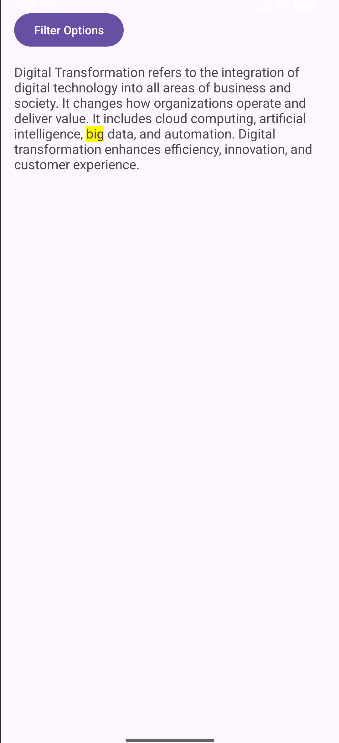 Filter Options
Digital Transformation refers to the integration of
digital technology into all areas of business and
society. It changes how organizations operate and
deliver value. It includes cloud computing, artificial
intelligence, big data, and automation. Digital
transformation enhances efficiency, innovation, and
customer experience.